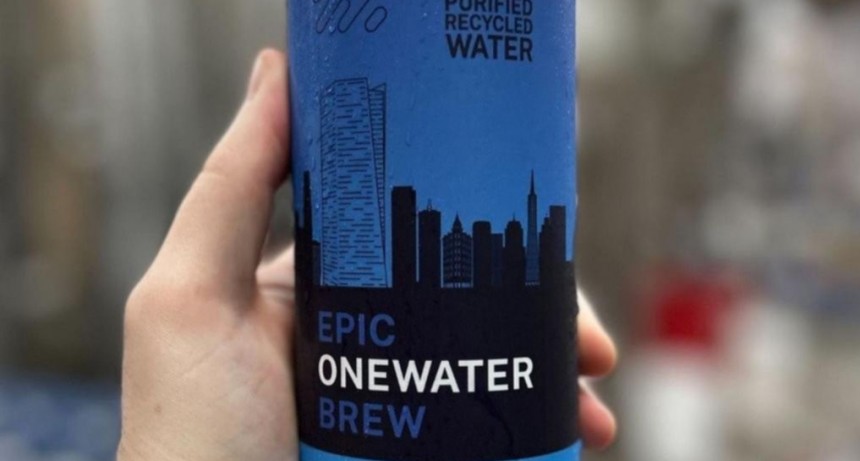 PURIFIED
RECYCLED
WATER
EPIC
ONEWATER
BREW